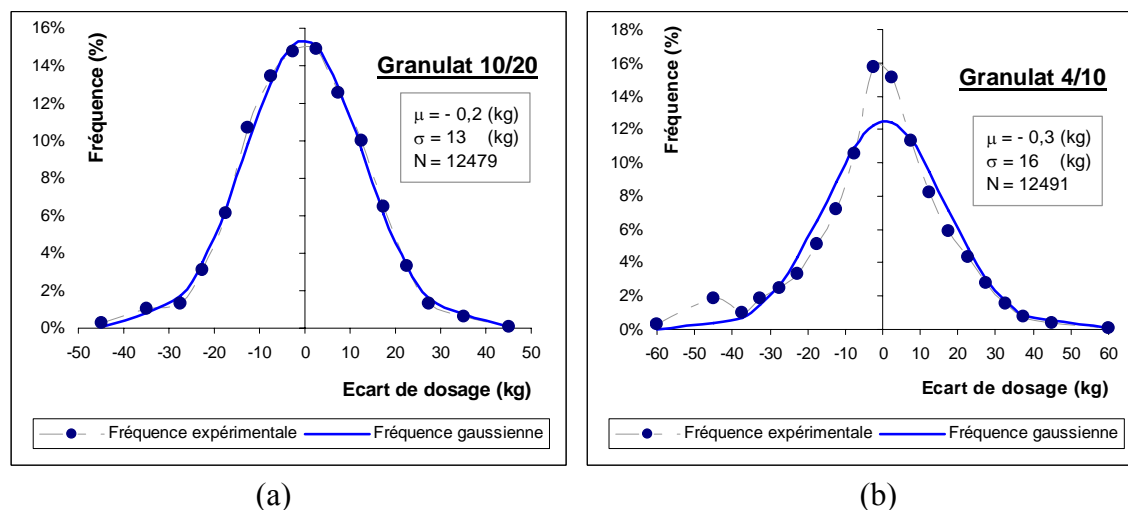 Fréquence (%)
16%
14%
12%
10%
8%
6%
4%
2%
0%
Granulat 10/20
µ = - 0,2 (kg)
σ = 13 (kg)
N = 12479
-50 -40 -30 -20 -10 0 10 20 30 40 50
Ecart de dosage (kg)
Fréquence expérimentale Fréquence gaussienne
(a)
Fréquence (%)
18%
16%
14%
12%
10%
8%
6%
4%
2%
0%
Granulat 4/10
µ = - 0,3 (kg)
σ = 16 (kg)
N = 12491
-60 -50 -40 -30 -20 -10 0 10 20 30 40 50 60
Ecart de dosage (kg)
Fréquence expérimentale Fréquence gaussienne
(b)